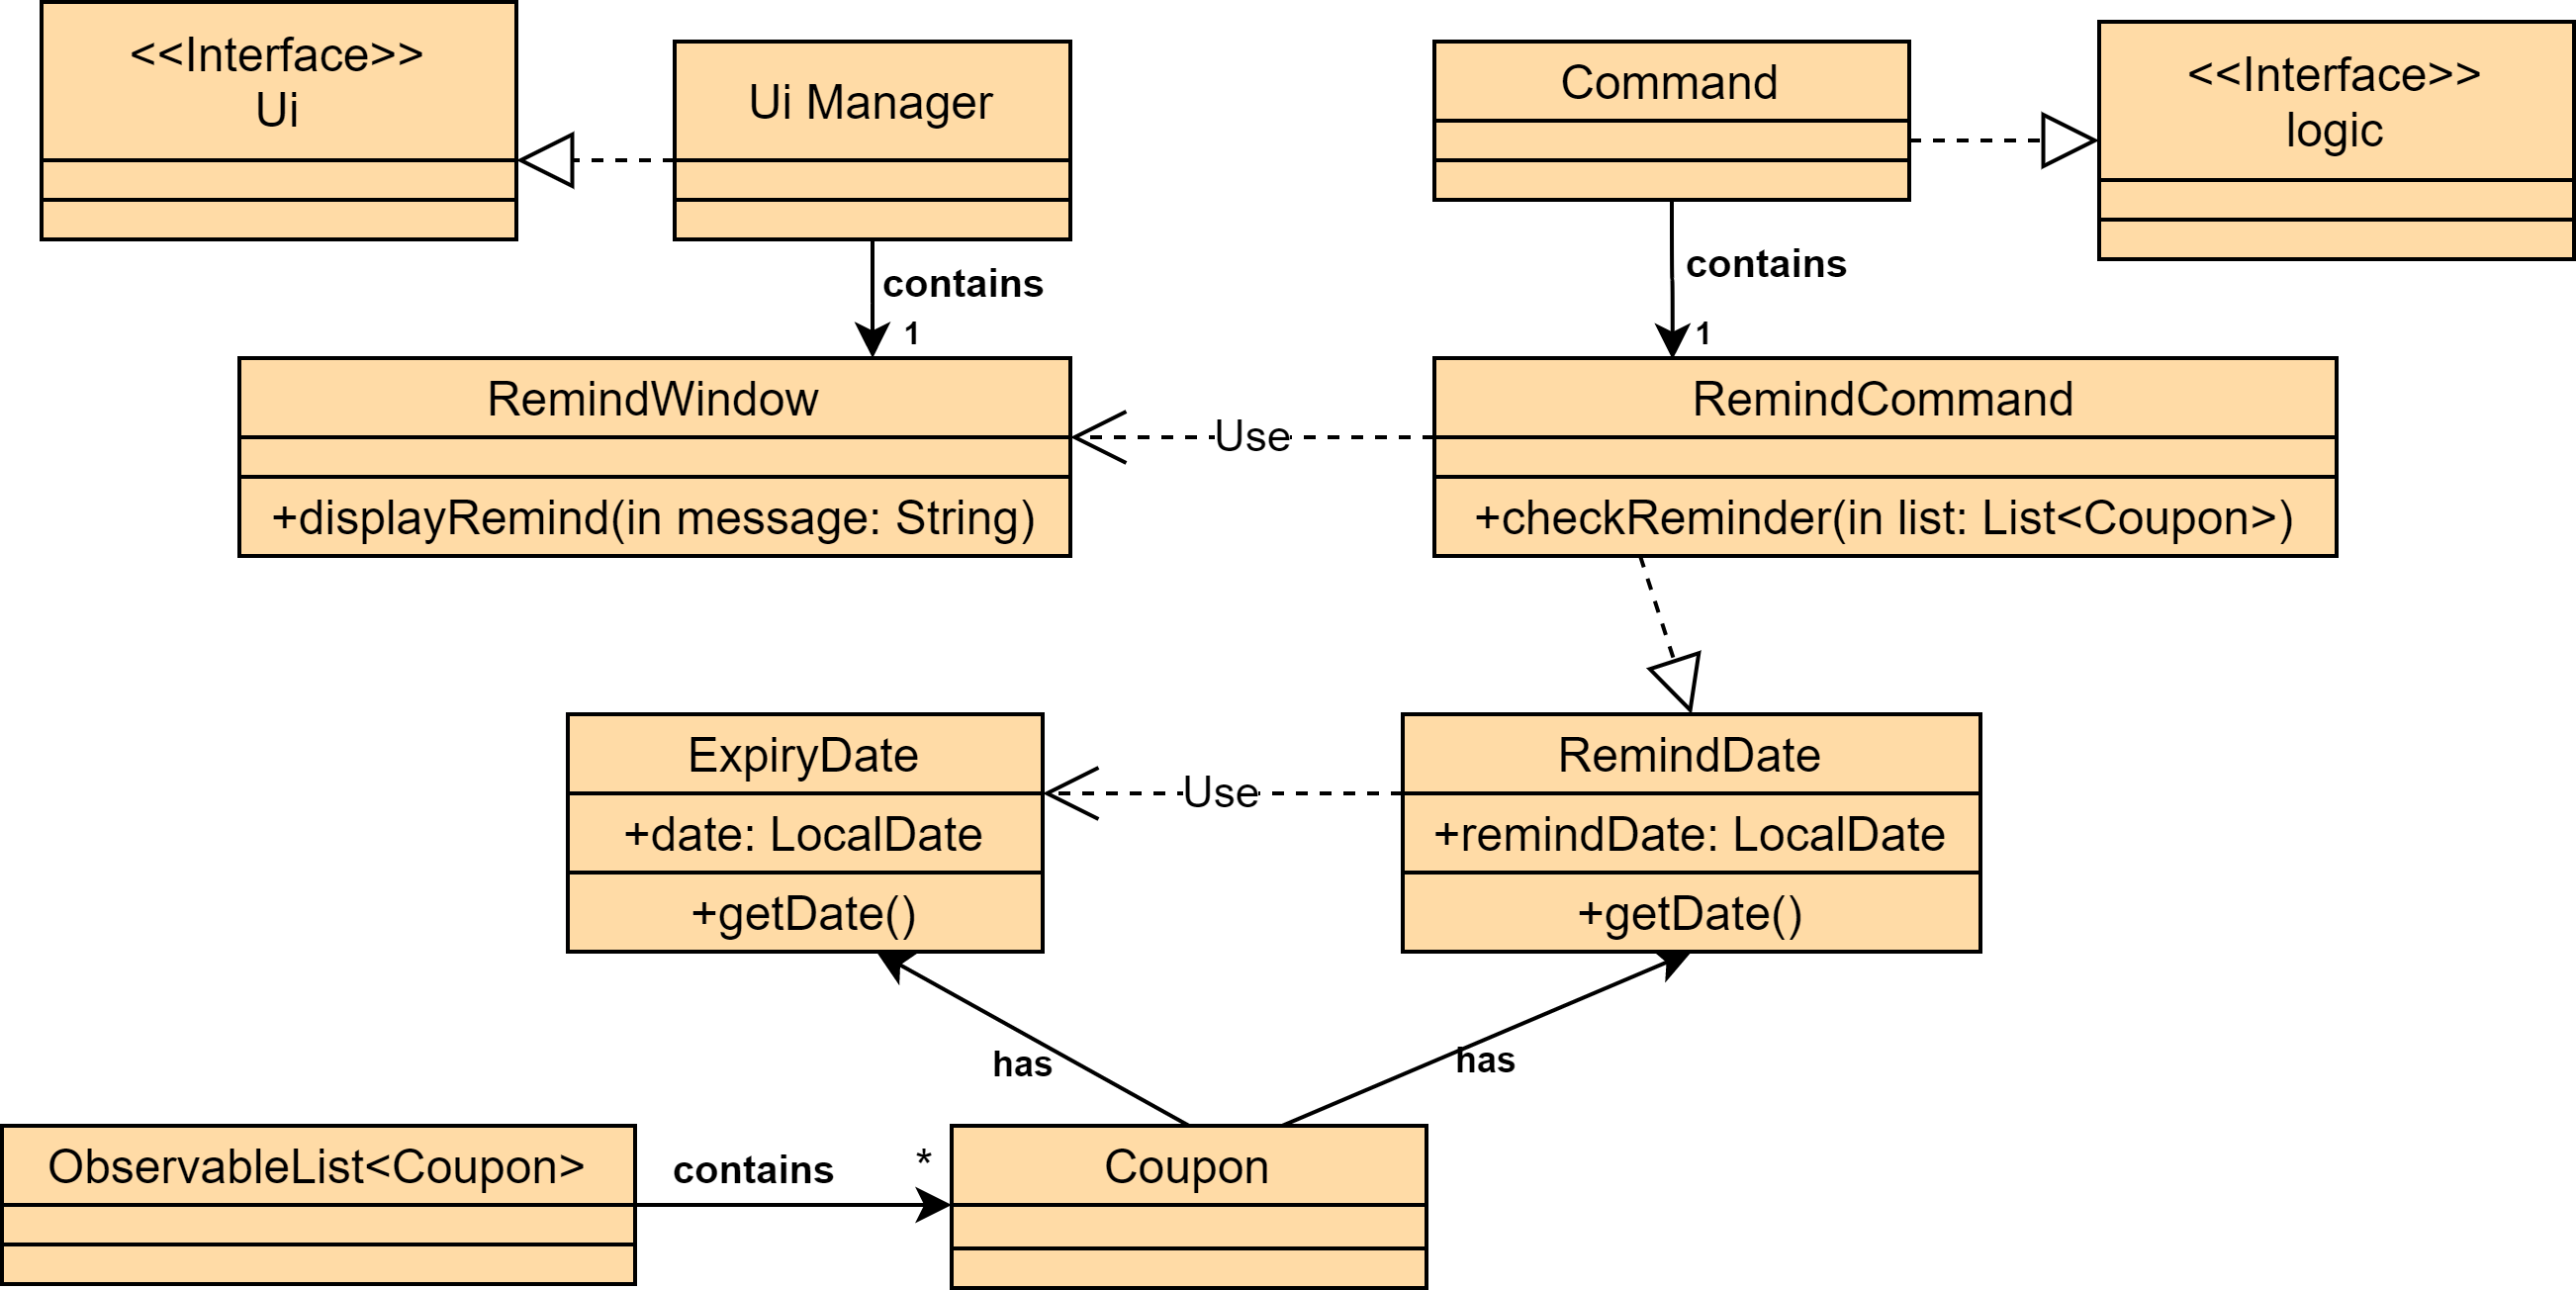 <<Interface>>
Ui
Ui Manager
Command
<<Interface>>
logic
contains
1
contains
1
RemindWindow
+displayRemind(in message: String)
Use
RemindCommand
+checkReminder(in list: List<Coupon>)
ExpiryDate
+date: LocalDate
+getDate()
Use
RemindDate
+remindDate: LocalDate
+getDate()
has
has
ObservableList<Coupon>
contains
*
Coupon